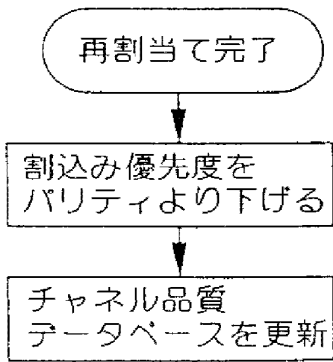 再割当て完了
割込み優先度を
パリティより下げる
チャネル品質
データベースを更新